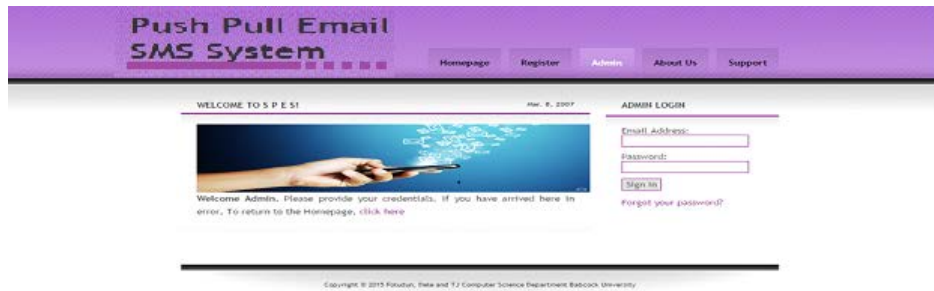 Push Pull Email
SMS System
Homepage Register Admin About Us Support
WELCOME TO S P E S!
Mar. 8, 2007
Welcome Admin. Please provide your credentials. If you have arrived here in
error, To return to the Homepage, click here
ADMIN LOGIN
Email Address:
Password:
Sign In
Forgot your password?
Copyright © 2015 and TJ Computer Science Department Babcock University